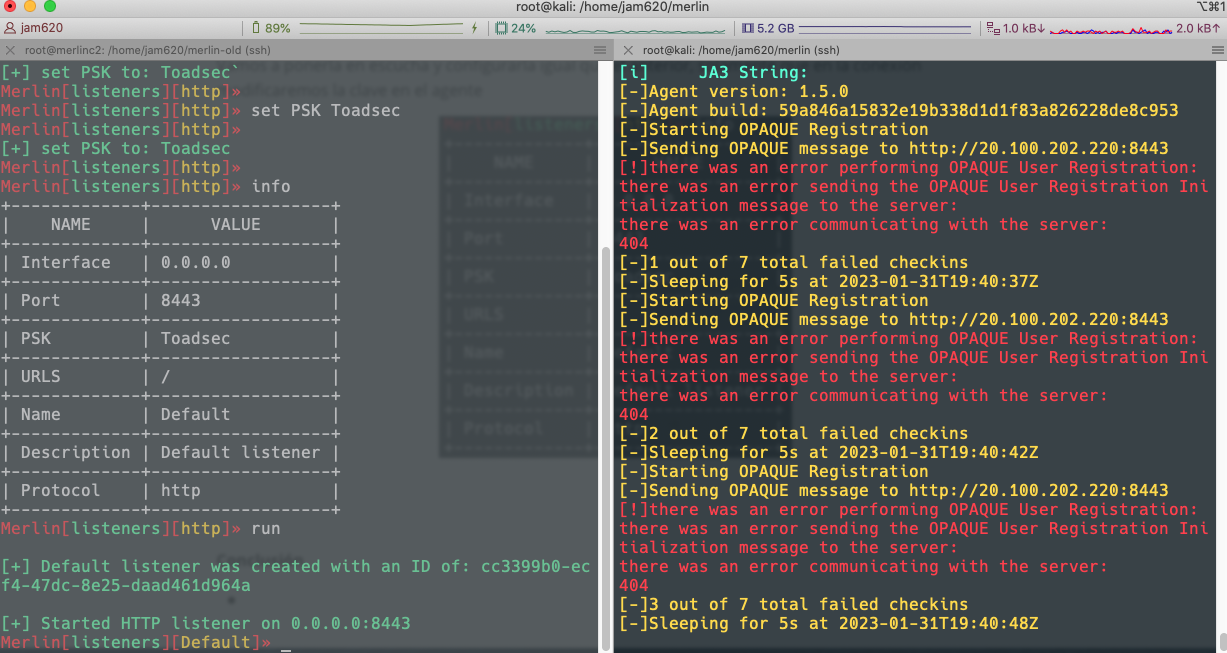 root@kali: /home/jam620/merlin
⌥⌘1
jam620
89%
24%
5.2 GB
1.0 kB↓
2.0 kB↑
root@merlinc2: /home/jam620/merlin-old (ssh)
[+] set PSK to: Toadsec`
Merlin[listeners][http]»
Merlin[listeners][http]» set PSK Toadsec
Merlin[listeners][http]»
[+] set PSK to: Toadsec
Merlin[listeners][http]»
Merlin[listeners][http]» info
+-------------+------------------+
| NAME | VALUE |
+-------------+------------------+
| Interface | 0.0.0.0 |
+-------------+------------------+
| Port | 8443 |
+-------------+------------------+
| PSK | Toadsec |
+-------------+------------------+
| URLS | / |
+-------------+------------------+
| Name | Default |
+-------------+------------------+
| Description | Default listener |
+-------------+------------------+
| Protocol | http |
+-------------+------------------+
Merlin[listeners][http]» run
[+] Default listener was created with an ID of: cc3399b0-ec
f4-47dc-8e25-daad461d964a
[+] Started HTTP listener on 0.0.0.0:8443
Merlin[listeners][Default]» _
root@kali: /home/jam620/merlin (ssh)
[i] JA3 String:
[-]Agent version: 1.5.0
[-]Agent build: 59a846a15832e19b338d1d1f83a826228de8c953
[-]Starting OPAQUE Registration
[-]Sending OPAQUE message to http://20.100.202.220:8443
[!]there was an error performing OPAQUE User Registration:
there was an error sending the OPAQUE User Registration Ini
tialization message to the server:
there was an error communicating with the server:
404
[-]1 out of 7 total failed checkins
[-]Sleeping for 5s at 2023-01-31T19:40:37Z
[-]Starting OPAQUE Registration
[-]Sending OPAQUE message to http://20.100.202.220:8443
[!]there was an error performing OPAQUE User Registration:
there was an error sending the OPAQUE User Registration Ini
tialization message to the server:
there was an error communicating with the server:
404
[-]2 out of 7 total failed checkins
[-]Sleeping for 5s at 2023-01-31T19:40:42Z
[-]Starting OPAQUE Registration
[-]Sending OPAQUE message to http://20.100.202.220:8443
[!]there was an error performing OPAQUE User Registration:
there was an error sending the OPAQUE User Registration Ini
tialization message to the server:
there was an error communicating with the server:
404
[-]3 out of 7 total failed checkins
[-]Sleeping for 5s at 2023-01-31T19:40:48Z